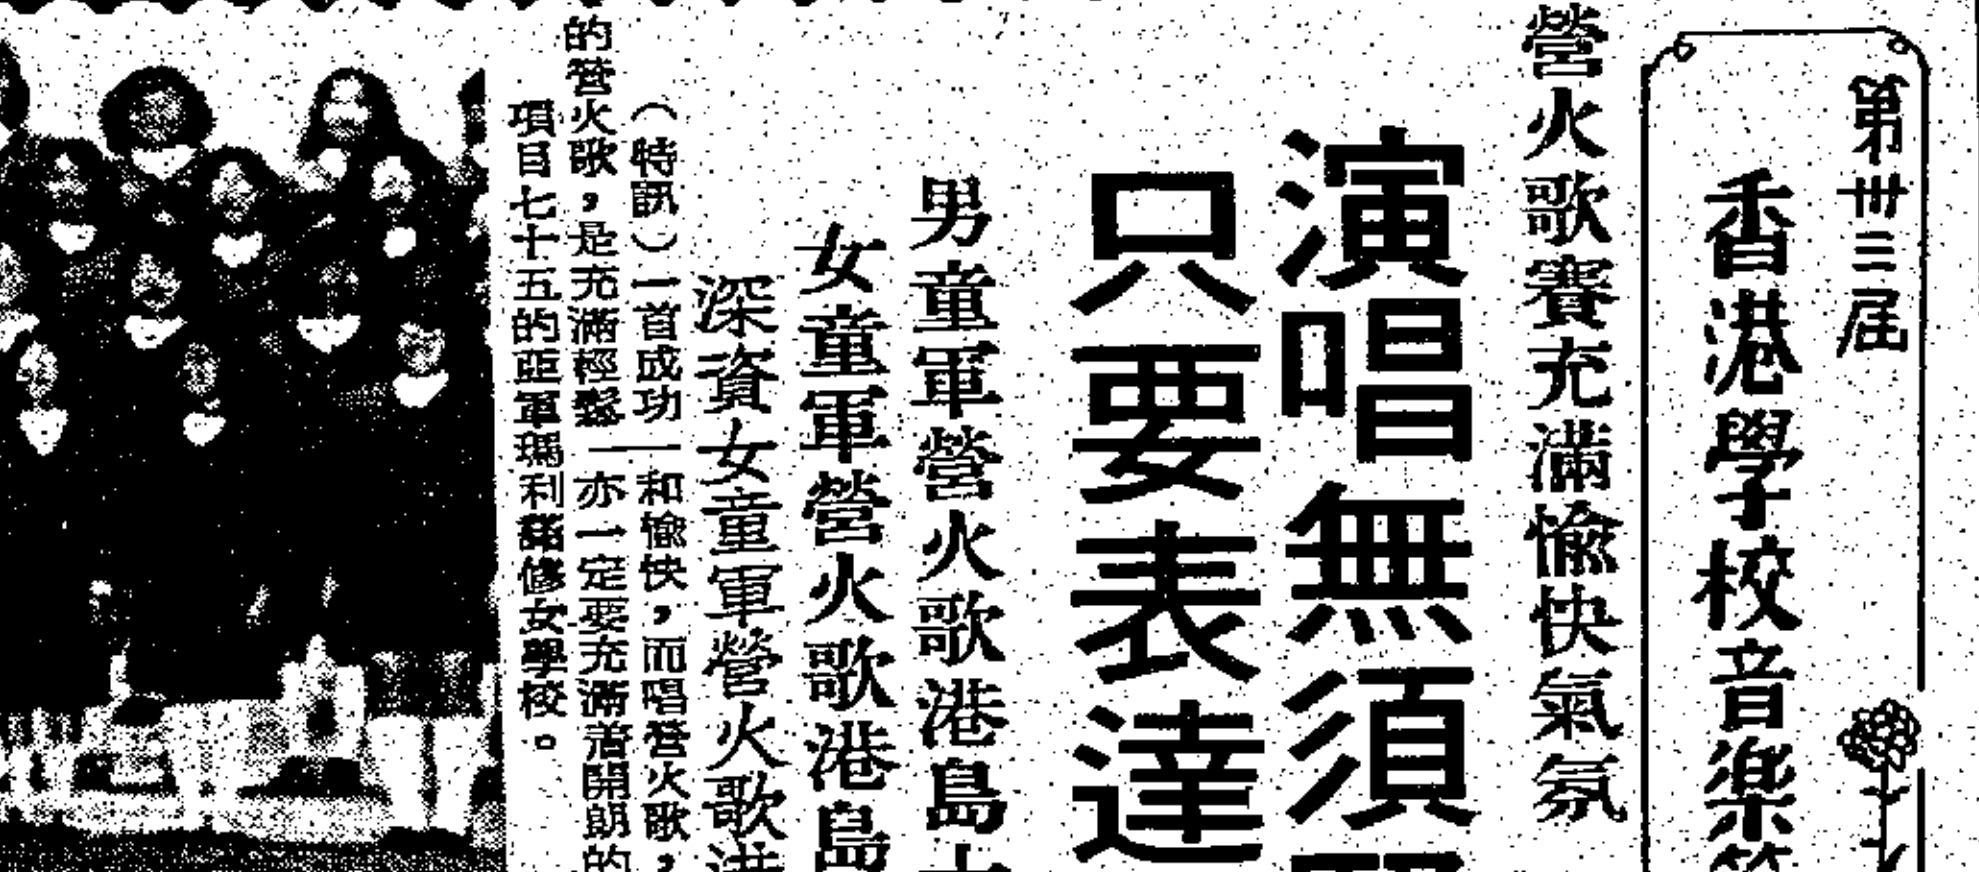 第卅三屆
香港學校音樂
營火歌賽充滿愉快氣氛
演唱無須
只要表達
男童軍營火歌港島
女童軍營火歌港島
深資女童軍營火歌港
（特訊）一首成功一和愉快，而唱營火歌，
的營火歌，是充滿輕鬆一亦一定要充滿着開朗的
項目七十五的亞軍瑪利諾修女學校。